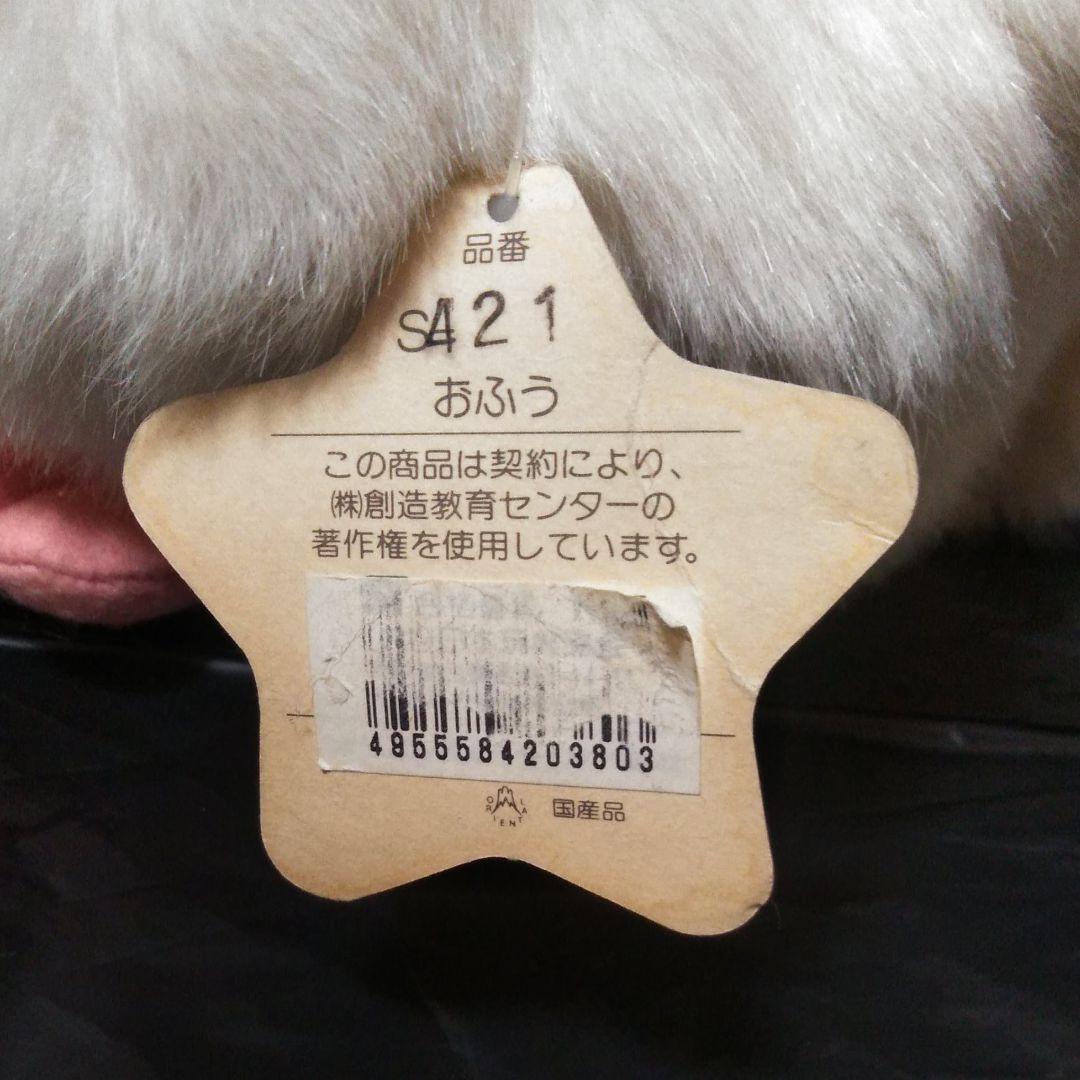 品番
S421
おふう
この商品は契約により、
㈱創造教育センターの
著作権を使用しています。
4955584203803
ORIENTAL 国産品